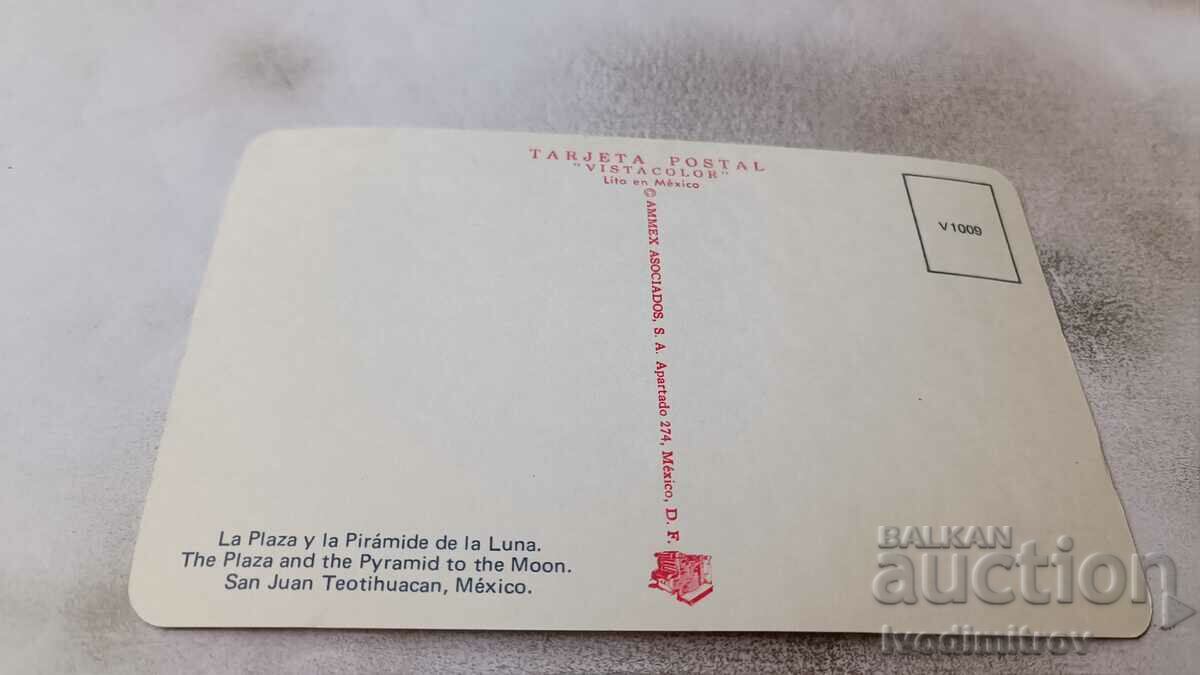 TARJETA POSTAL
"VISTACOLOR"
Lito en México
© AMMEX ASOCIADOS, S. A. Apartado 274, México, D. F.
V1009
La Plaza y la Pirámide de la Luna.
The Plaza and the Pyramid to the Moon.
San Juan Teotihuacan, México.
BALKAN
auction
Ivodimitrov